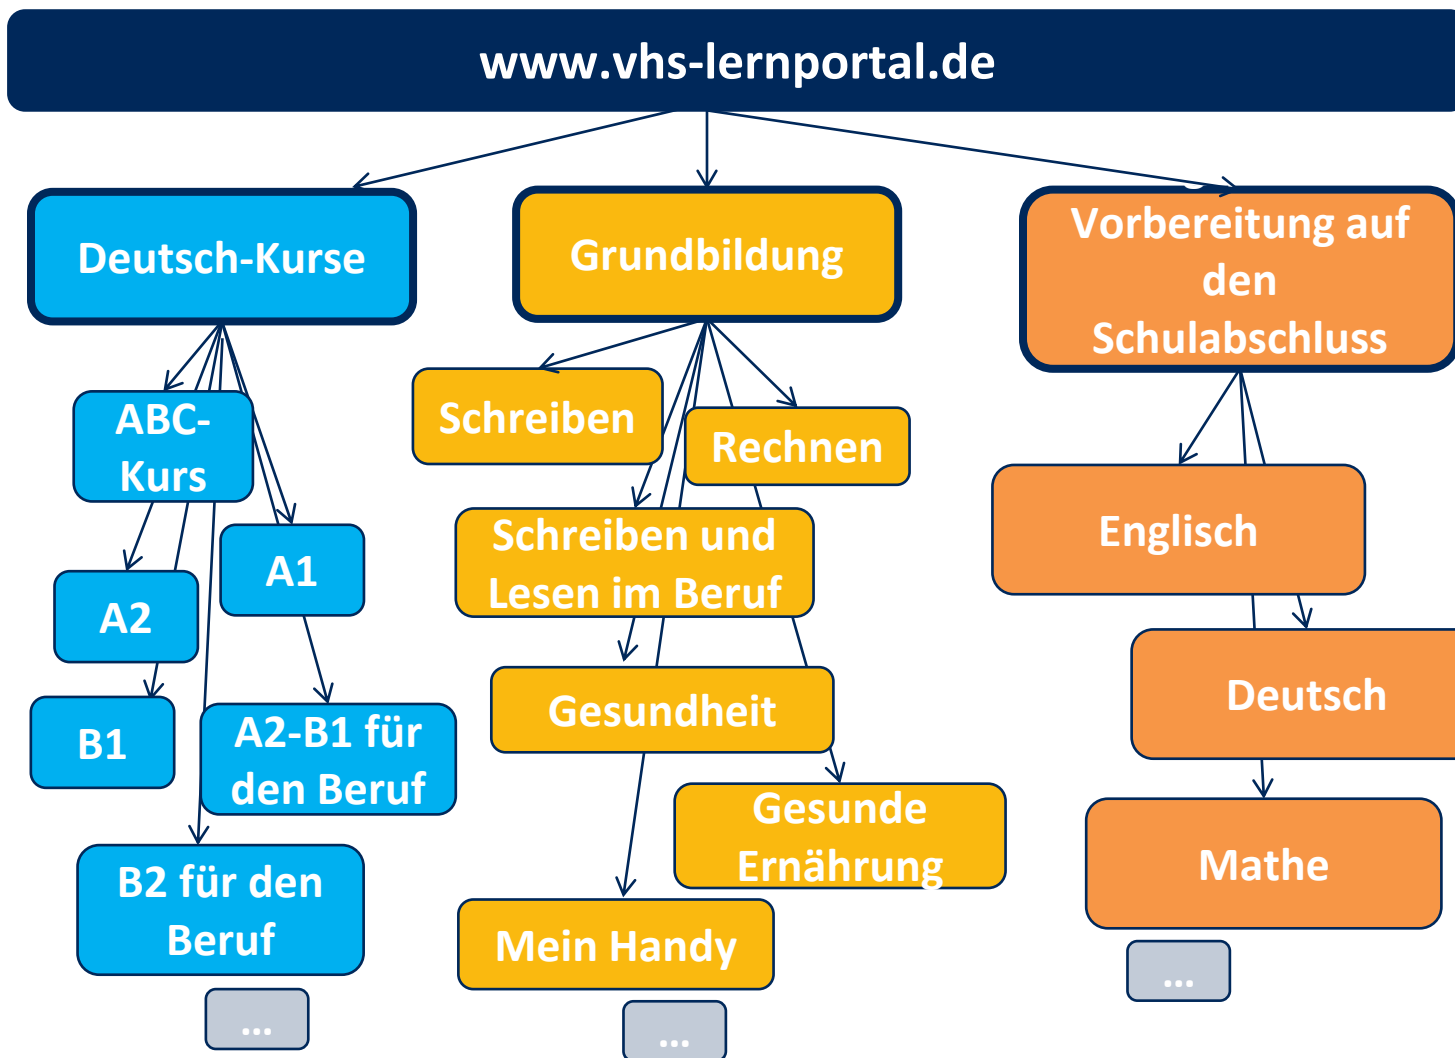 www.vhs-lernportal.de
Deutsch-Kurse
ABC-
Kurs
A1
A2
B1
A2-B1 für
den Beruf
B2 für den
Beruf
...
Grundbildung
Schreiben
Rechnen
Schreiben und
Lesen im Beruf
Gesundheit
Gesunde
Ernährung
Mein Handy
...
Vorbereitung auf
den
Schulabschluss
Englisch
Deutsch
Mathe
...